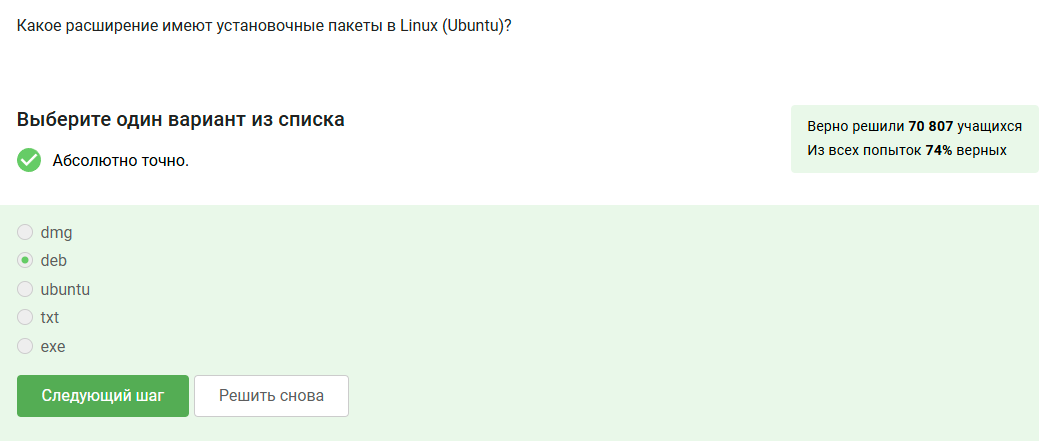 Какое расширение имеют установочные пакеты в Linux (Ubuntu)?
Выберите один вариант из списка
Верно решили 70 807 учащихся
Из всех попыток 74% верных
Абсолютно точно.
dmg
deb
ubuntu
txt
exe
Следующий шаг
Решить снова